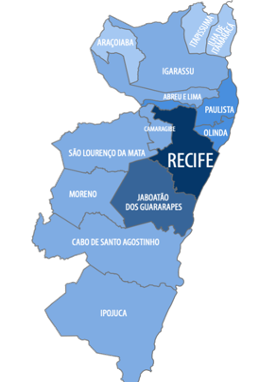 ITAPISSUMA
ILHA DE
ITAMARACÁ
ARAÇOIABA
IGARASSU
ABREU E LIMA
PAULISTA
CAMARAGIBE
OLINDA
SÃO LOURENÇO DA MATA
RECIFE
MORENO
JABOATÃO
DOS GUARARAPES
CABO DE SANTO AGOSTINHO
IPOJUCA